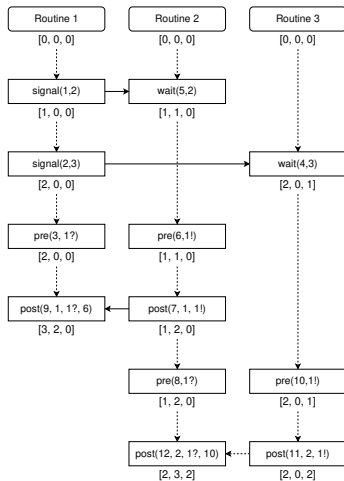 Routine 1 Routine 2 Routine 3
[0, 0, 0] [0, 0, 0] [0, 0, 0]
signal(1,2) wait(5,2)
[1, 0, 0] [1, 1, 0]
signal(2,3) wait(4,3)
[2, 0, 0] [2, 0, 1]
pre(3, 1?) pre(6,1!)
[2, 0, 0] [1, 1, 0]
post(9, 1, 1?, 6) post(7, 1, 1!)
[3, 2, 0] [1, 2, 0]
pre(8,1?) pre(10,1!)
[1, 2, 0] [2, 0, 1]
post(12, 2, 1?, 10) post(11, 2, 1!)
[2, 3, 2] [2, 0, 2]